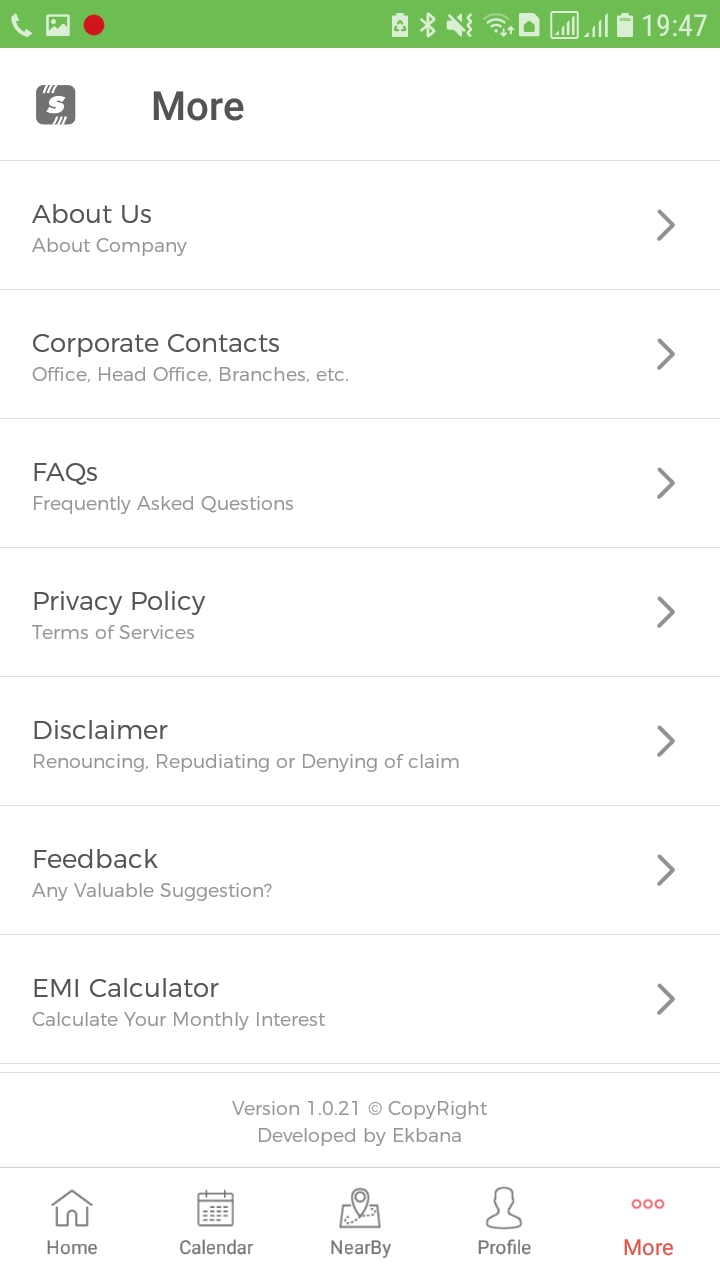 19:47
S
More
About Us
About Company
Corporate Contacts
Office, Head Office, Branches, etc.
FAQs
Frequently Asked Questions
Privacy Policy
Terms of Services
Disclaimer
Renouncing, Repudiating or Denying of claim
Feedback
Any Valuable Suggestion?
EMI Calculator
Calculate Your Monthly Interest
Version 1.0.21 © CopyRight
Developed by Ekbana
Home
Calendar
NearBy
Profile
More